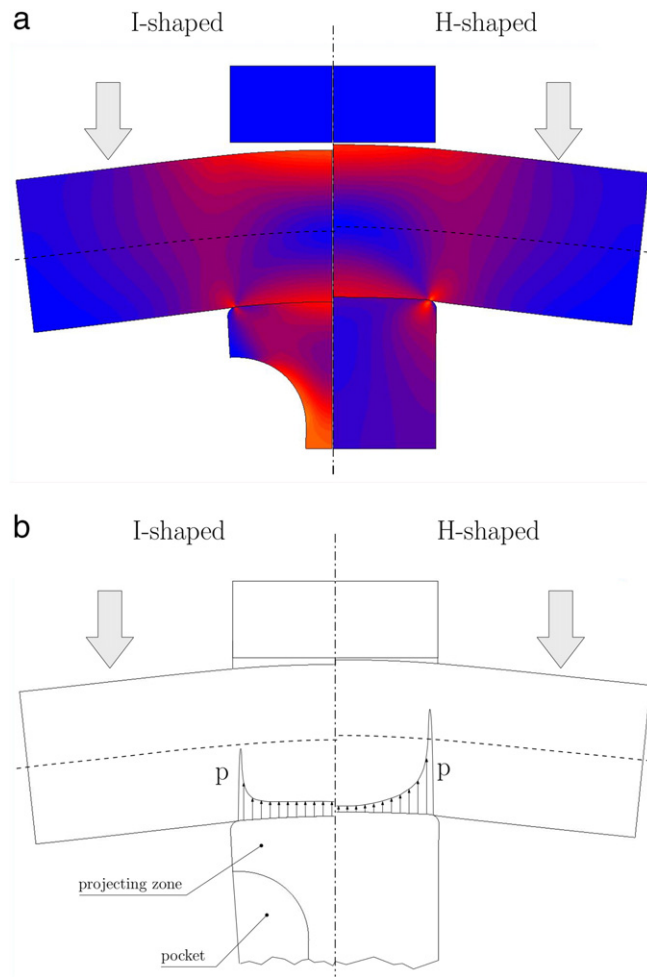 a
I-shaped
H-shaped
b
I-shaped
H-shaped
p
p
projecting zone
pocket